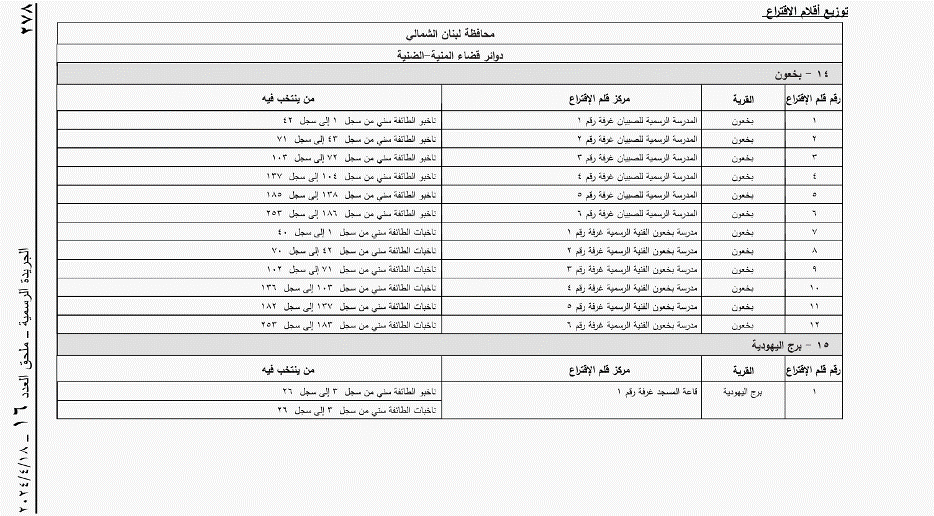 توزيع أقلام الإقتراع
محافظة لبنان الشمالي
دوائر قضاء المنية-الضنية
١٤ - بخعون
رقم قلم الإقتراع القرية مركز قلم الإقتراع من ينتخب فيه
١ بخعون المدرسة الرسمية للصبيان غرفة رقم ١ ناخبو الطائفة سني من سجل ١ إلى سجل ٤٢
٢ بخعون المدرسة الرسمية للصبيان غرفة رقم ٢ ناخبو الطائفة سني من سجل ٤٣ إلى سجل ٧١
٣ بخعون المدرسة الرسمية للصبيان غرفة رقم ٣ ناخبو الطائفة سني من سجل ٧٢ إلى سجل ١٠٣
٤ بخعون المدرسة الرسمية للصبيان غرفة رقم ٤ ناخبو الطائفة سني من سجل ١٠٤ إلى سجل ١٣٧
٥ بخعون المدرسة الرسمية للصبيان غرفة رقم ٥ ناخبو الطائفة سني من سجل ١٣٨ إلى سجل ١٨٥
٦ بخعون المدرسة الرسمية للصبيان غرفة رقم ٦ ناخبو الطائفة سني من سجل ١٨٦ إلى سجل ٢٥٣
٧ بخعون مدرسة بخعون الفنية الرسمية غرفة رقم ١ ناخبات الطائفة سني من سجل ١ إلى سجل ٤٠
٨ بخعون مدرسة بخعون الفنية الرسمية غرفة رقم ٢ ناخبات الطائفة سني من سجل ٤٢ إلى سجل ٧٠
٩ بخعون مدرسة بخعون الفنية الرسمية غرفة رقم ٣ ناخبات الطائفة سني من سجل ٧١ إلى سجل ١٠٢
١٠ بخعون مدرسة بخعون الفنية الرسمية غرفة رقم ٤ ناخبات الطائفة سني من سجل ١٠٣ إلى سجل ١٣٦
١١ بخعون مدرسة بخعون الفنية الرسمية غرفة رقم ٥ ناخبات الطائفة سني من سجل ١٣٧ إلى سجل ١٨٢
١٢ بخعون مدرسة بخعون الفنية الرسمية غرفة رقم ٦ ناخبات الطائفة سني من سجل ١٨٣ إلى سجل ٢٥٣
١٥ - برج اليهودية
رقم قلم الإقتراع القرية مركز قلم الإقتراع من ينتخب فيه
١ برج اليهودية قاعة المسجد غرفة رقم ١ ناخبو الطائفة سني من سجل ٣ إلى سجل ٢٦
ناخبات الطائفة سني من سجل ٣ إلى سجل ٢٦
٢٧٨
الجريدة الرسمية ـ ملحق العدد ١٦ ـ ٢٠٢٤/٤/١٨